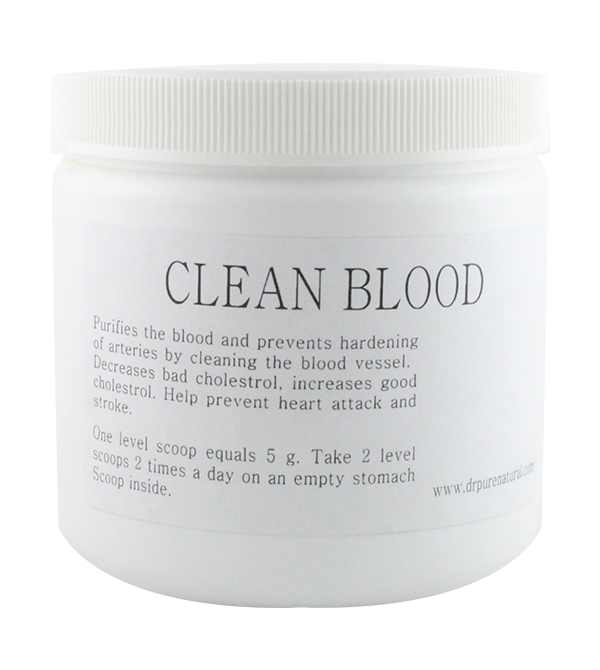 CLEAN BLOOD
Purifies the blood and prevents hardening
of arteries by cleaning the blood vessel.
Decreases bad cholestrol, increases good
cholestrol. Help prevent heart attack and
stroke.
One level scoop equals 5 g. Take 2 level
scoops 2 times a day on an empty stomach
Scoop inside.
www.drpurenatural.com